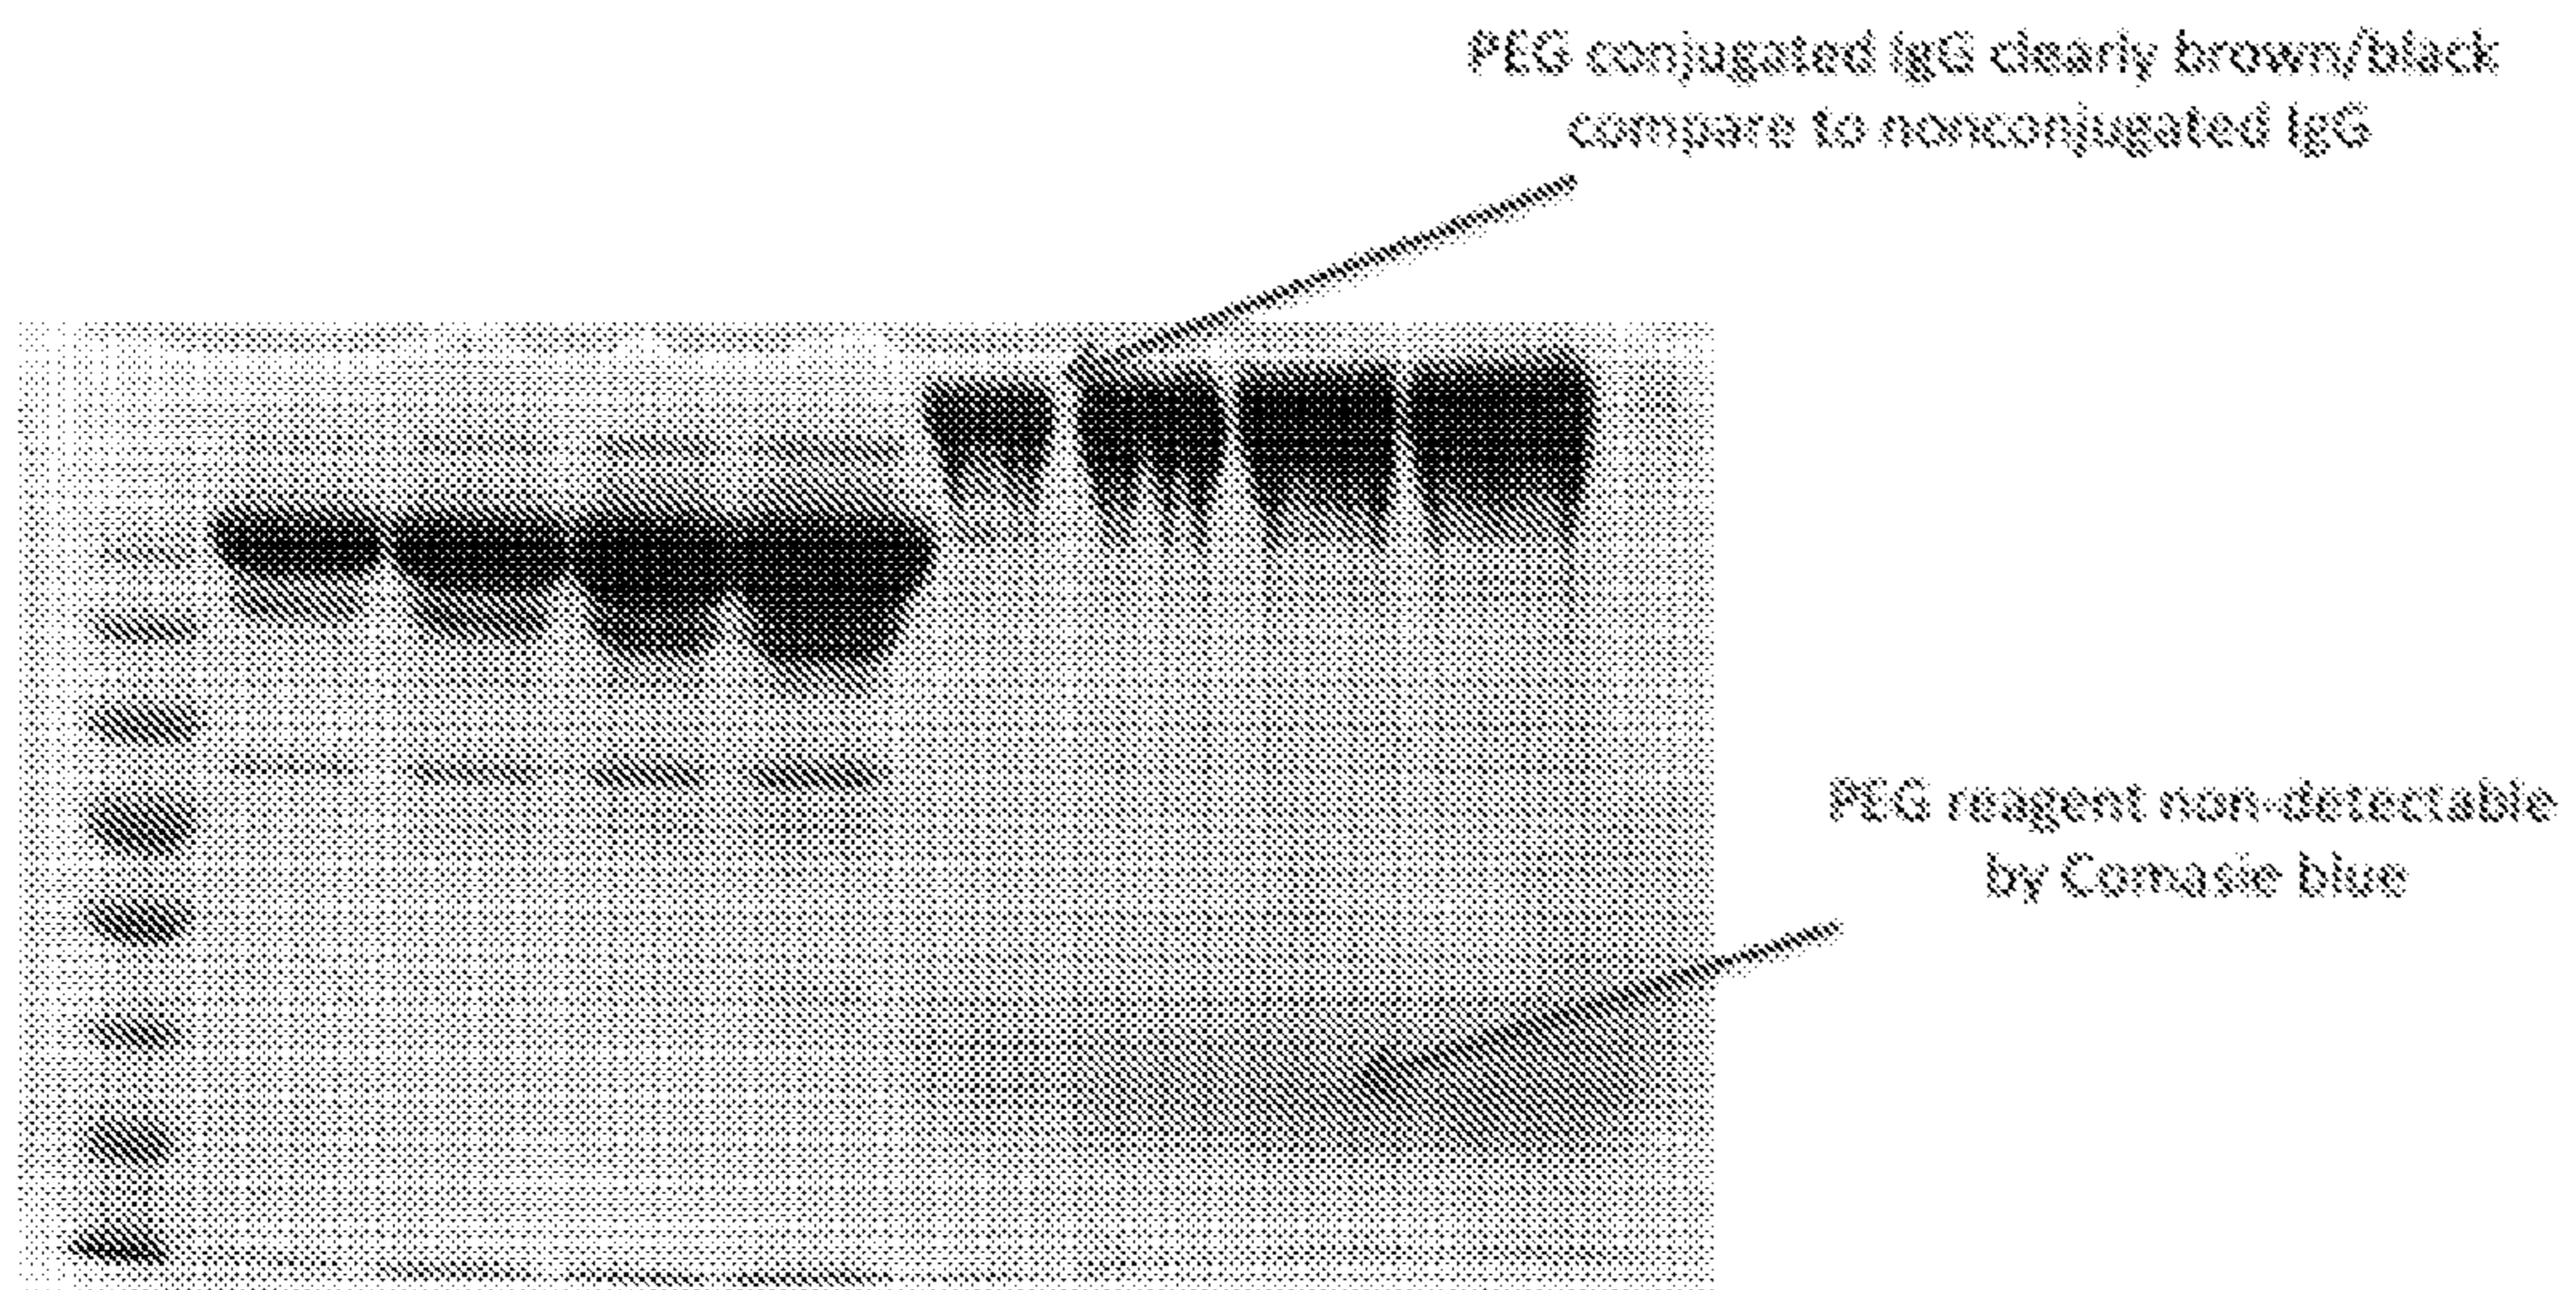 PEG conjugated IgG clearly brown/black
compare to nonconjugated IgG
PEG reagent non-detectable
by Comasie blue